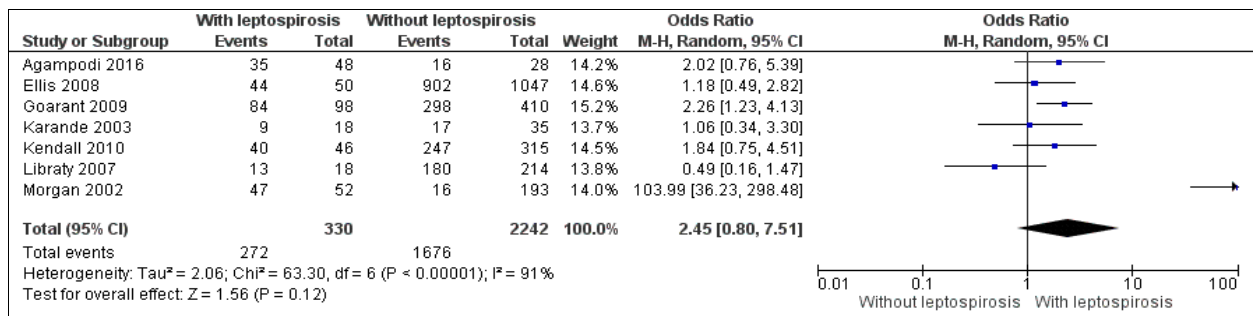 With leptospirosis Without leptospirosis Odds Ratio Odds Ratio
Study or Subgroup Events Total Events Total Weight M-H, Random, 95% CI M-H, Random, 95% CI
Agampodi 2016 35 48 16 28 14.2% 2.02 [0.76, 5.39]
Ellis 2008 44 50 902 1047 14.6% 1.18 [0.49, 2.82]
Goarant 2009 84 98 298 410 15.2% 2.26 [1.23, 4.13]
Karande 2003 9 18 17 35 13.7% 1.06 [0.34, 3.30]
Kendall 2010 40 46 247 315 14.5% 1.84 [0.75, 4.51]
Libraty 2007 13 18 180 214 13.8% 0.49 [0.16, 1.47]
Morgan 2002 47 52 16 193 14.0% 103.99 [36.23, 298.48]
Total (95% CI) 330 2242 100.0% 2.45 [0.80, 7.51]
Total events 272 1676
Heterogeneity: Tau² = 2.06; Chi² = 63.30, df = 6 (P < 0.00001); I² = 91%
Test for overall effect: Z = 1.56 (P = 0.12)
0.01 0.1 1 10 100
Without leptospirosis With leptospirosis